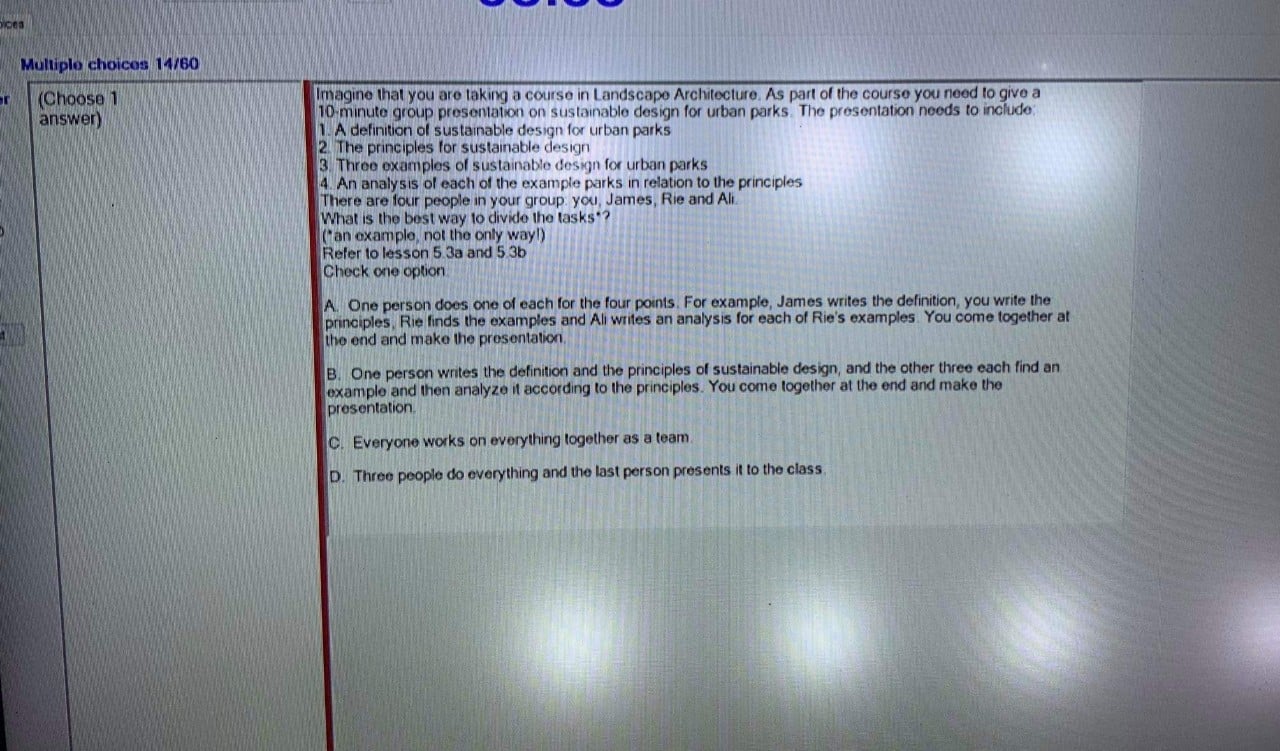 Multiple choices 14/60
(Choose 1
answer)
Imagine that you are taking a course in Landscape Architecture. As part of the course you need to give a
10-minute group presentation on sustainable design for urban parks. The presentation needs to include:
1. A definition of sustainable design for urban parks
2. The principles for sustainable design
3. Three examples of sustainable design for urban parks
4. An analysis of each of the example parks in relation to the principles
There are four people in your group: you, James, Rie and Ali.
What is the best way to divide the tasks*?
(*an example, not the only way!)
Refer to lesson 5.3a and 5.3b
Check one option.
A. One person does one of each for the four points. For example, James writes the definition, you write the
principles, Rie finds the examples and Ali writes an analysis for each of Rie's examples. You come together at
the end and make the presentation.
B. One person writes the definition and the principles of sustainable design, and the other three each find an
example and then analyze it according to the principles. You come together at the end and make the
presentation.
C. Everyone works on everything together as a team.
D. Three people do everything and the last person presents it to the class.